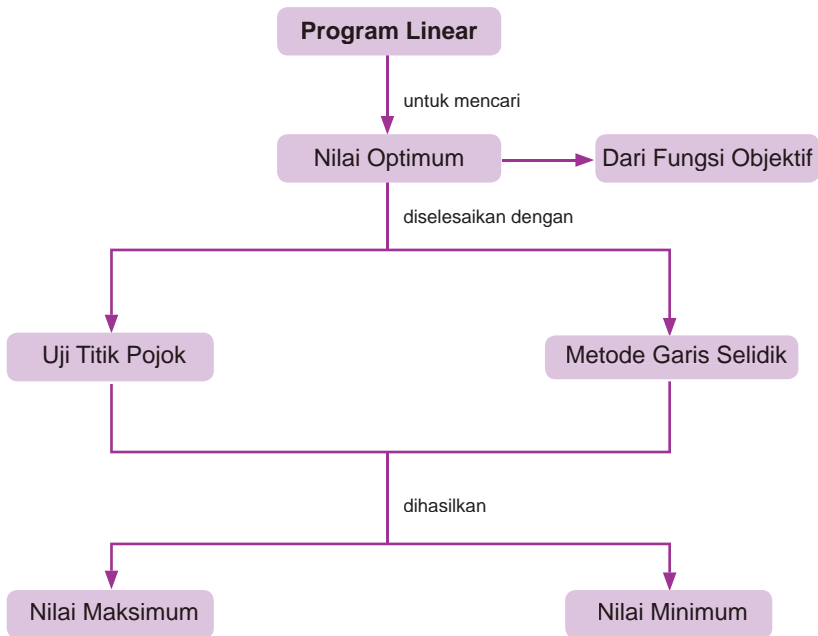 Program Linear
untuk mencari
Nilai Optimum
Dari Fungsi Objektif
diselesaikan dengan
Uji Titik Pojok
Metode Garis Selidik
dihasilkan
Nilai Maksimum
Nilai Minimum